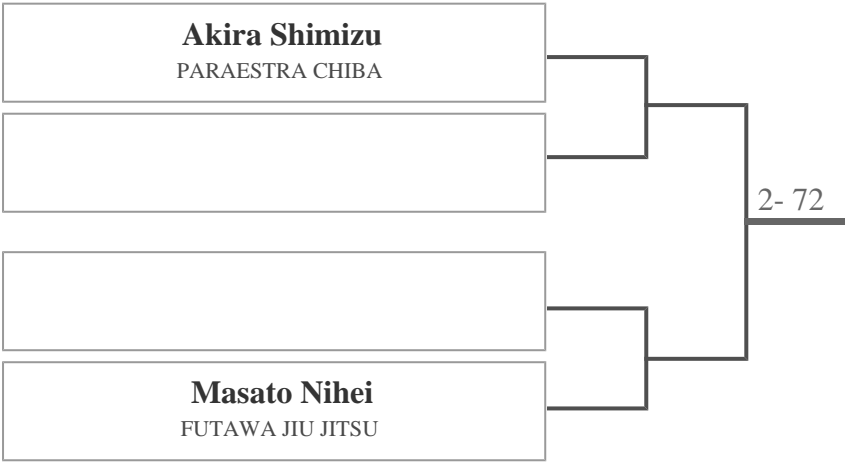 Akira Shimizu
PARAESTRA CHIBA
2- 72
Masato Nihei
FUTAWA JIU JITSU